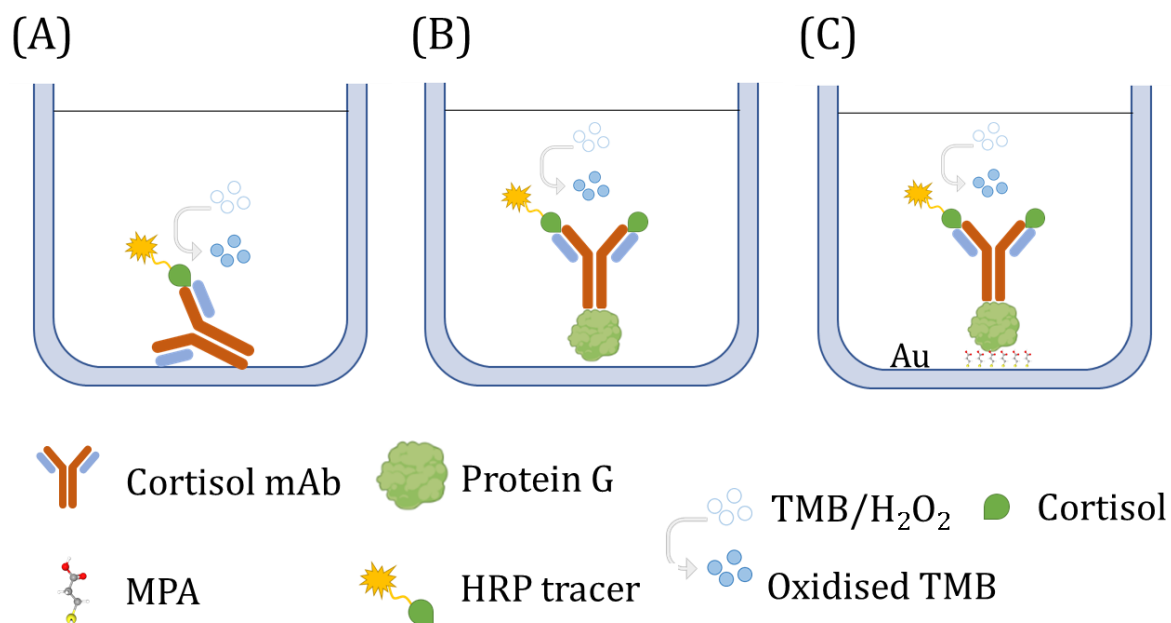 (A)
(B)
(C)
Au
Cortisol mAb
Protein G
TMB/H₂O₂
Cortisol
MPA
HRP tracer
Oxidised TMB